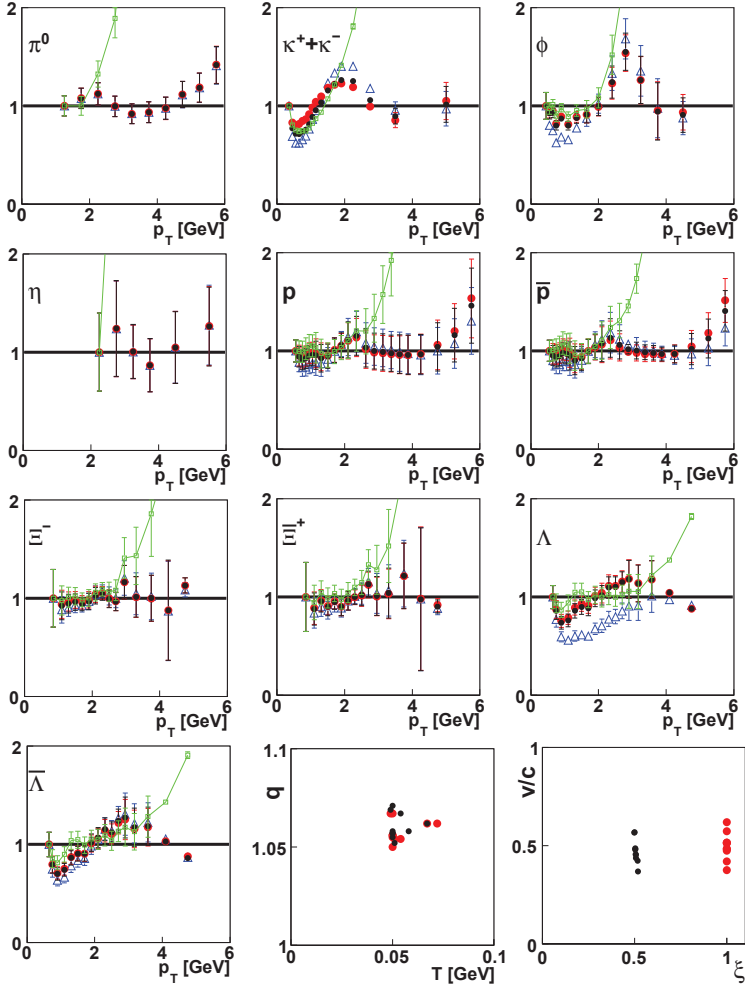 2 2 2
π⁰ κ⁺+κ⁻ ϕ
1 1 1
0 0 2 4 6 0 0 2 4 6 0 0 2 4 6
p_T [GeV] p_T [GeV] p_T [GeV]
2 2 2
η p p̅
1 1 1
0 0 2 4 6 0 0 2 4 6 0 0 2 4 6
p_T [GeV] p_T [GeV] p_T [GeV]
2 2 2
Ξ⁻ Ξ̅⁺ Λ
1 1 1
0 0 2 4 6 0 0 2 4 6 0 0 2 4 6
p_T [GeV] p_T [GeV] p_T [GeV]
2 1.1 1
Λ̅ q v/c
1 1.05 0.5
0 0 2 4 6 1 0 0.05 0.1 0 0 0.5 1
p_T [GeV] T [GeV] ξ